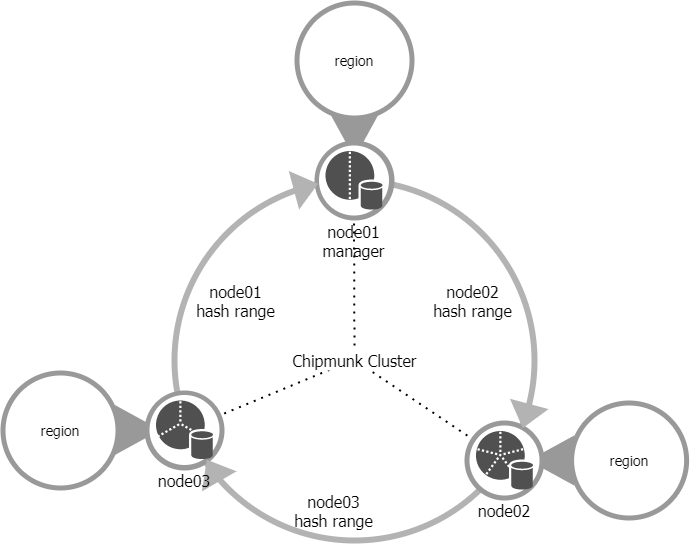 region
node01
manager
node01
hash range
node02
hash range
Chipmunk Cluster
region
node03
region
node02
node03
hash range